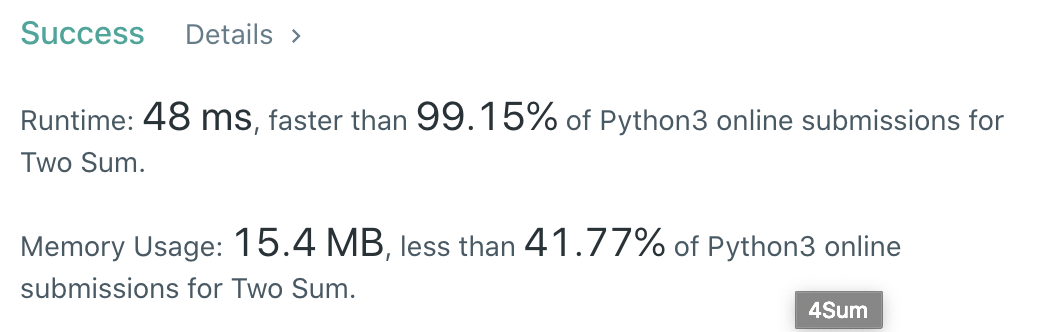 Success Details >
Runtime: 48 ms, faster than 99.15% of Python3 online submissions for
Two Sum.
Memory Usage: 15.4 MB, less than 41.77% of Python3 online
submissions for Two Sum.
4Sum